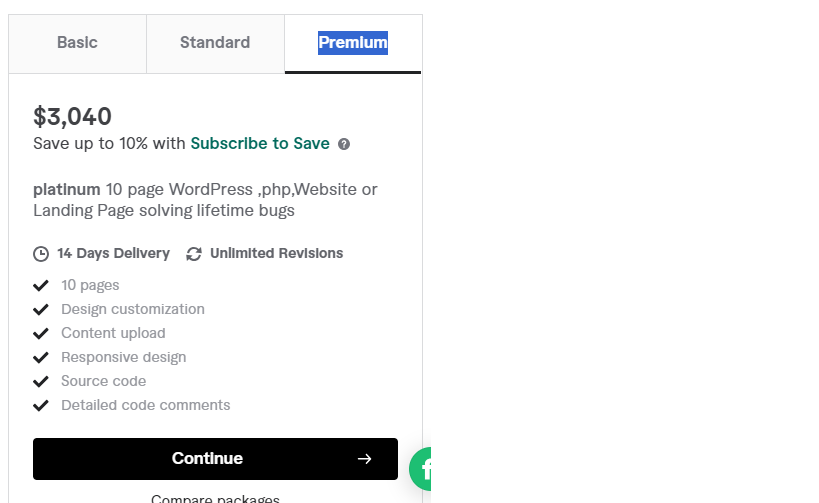 Basic
Standard
Premium
$3,040
Save up to 10% with Subscribe to Save ?
platinum 10 page WordPress ,php,Website or
Landing Page solving lifetime bugs
14 Days Delivery Unlimited Revisions
10 pages
Design customization
Content upload
Responsive design
Source code
Detailed code comments
Continue →
Compare packages